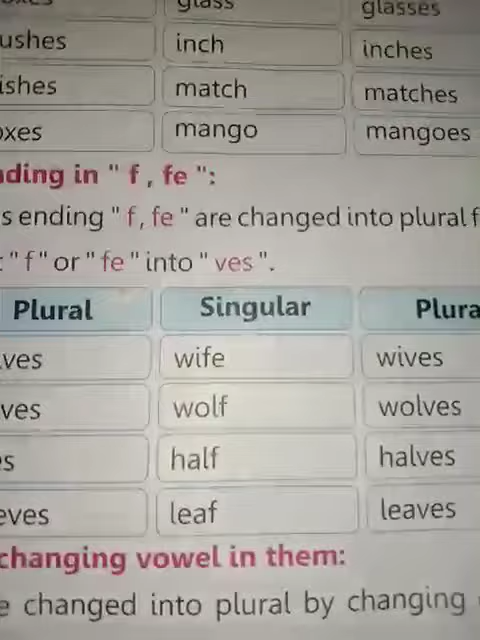 glass glasses
ushes inch inches
ishes match matches
oxes mango mangoes
ding in " f , fe ":
s ending " f, fe " are changed into plural f
: " f " or " fe " into " ves ".
Plural Singular Plura
ves wife wives
ves wolf wolves
s half halves
eves leaf leaves
changing vowel in them:
e changed into plural by changing